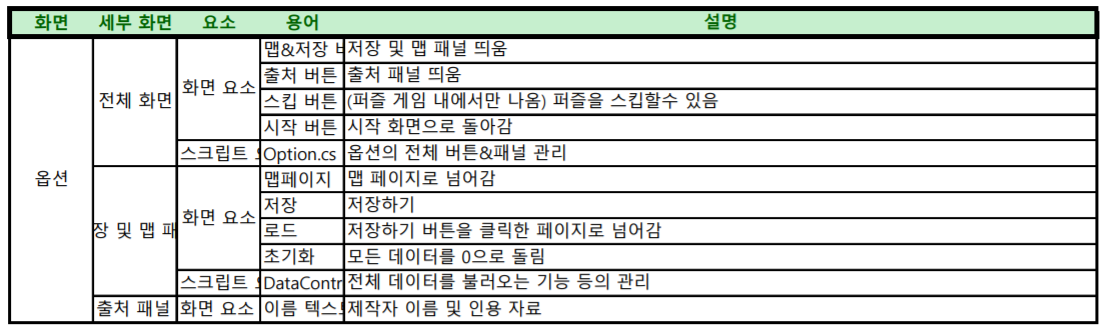 화면 세부 화면 요소 용어 설명
옵션 전체 화면 화면 요소 맵&저장 저장 및 맵 패널 띄움
출처 버튼 출처 패널 띄움
스킵 버튼 (퍼즐 게임 내에서만 나옴) 퍼즐을 스킵할수 있음
시작 버튼 시작 화면으로 돌아감
스크립트 Option.cs 옵션의 전체 버튼&패널 관리
장 및 맵 화면 요소 맵페이지 맵 페이지로 넘어감
저장 저장하기
로드 저장하기 버튼을 클릭한 페이지로 넘어감
초기화 모든 데이터를 0으로 돌림
스크립트 DataContr 전체 데이터를 불러오는 기능 등의 관리
출처 패널 화면 요소 이름 제작자 이름 및 인용 자료